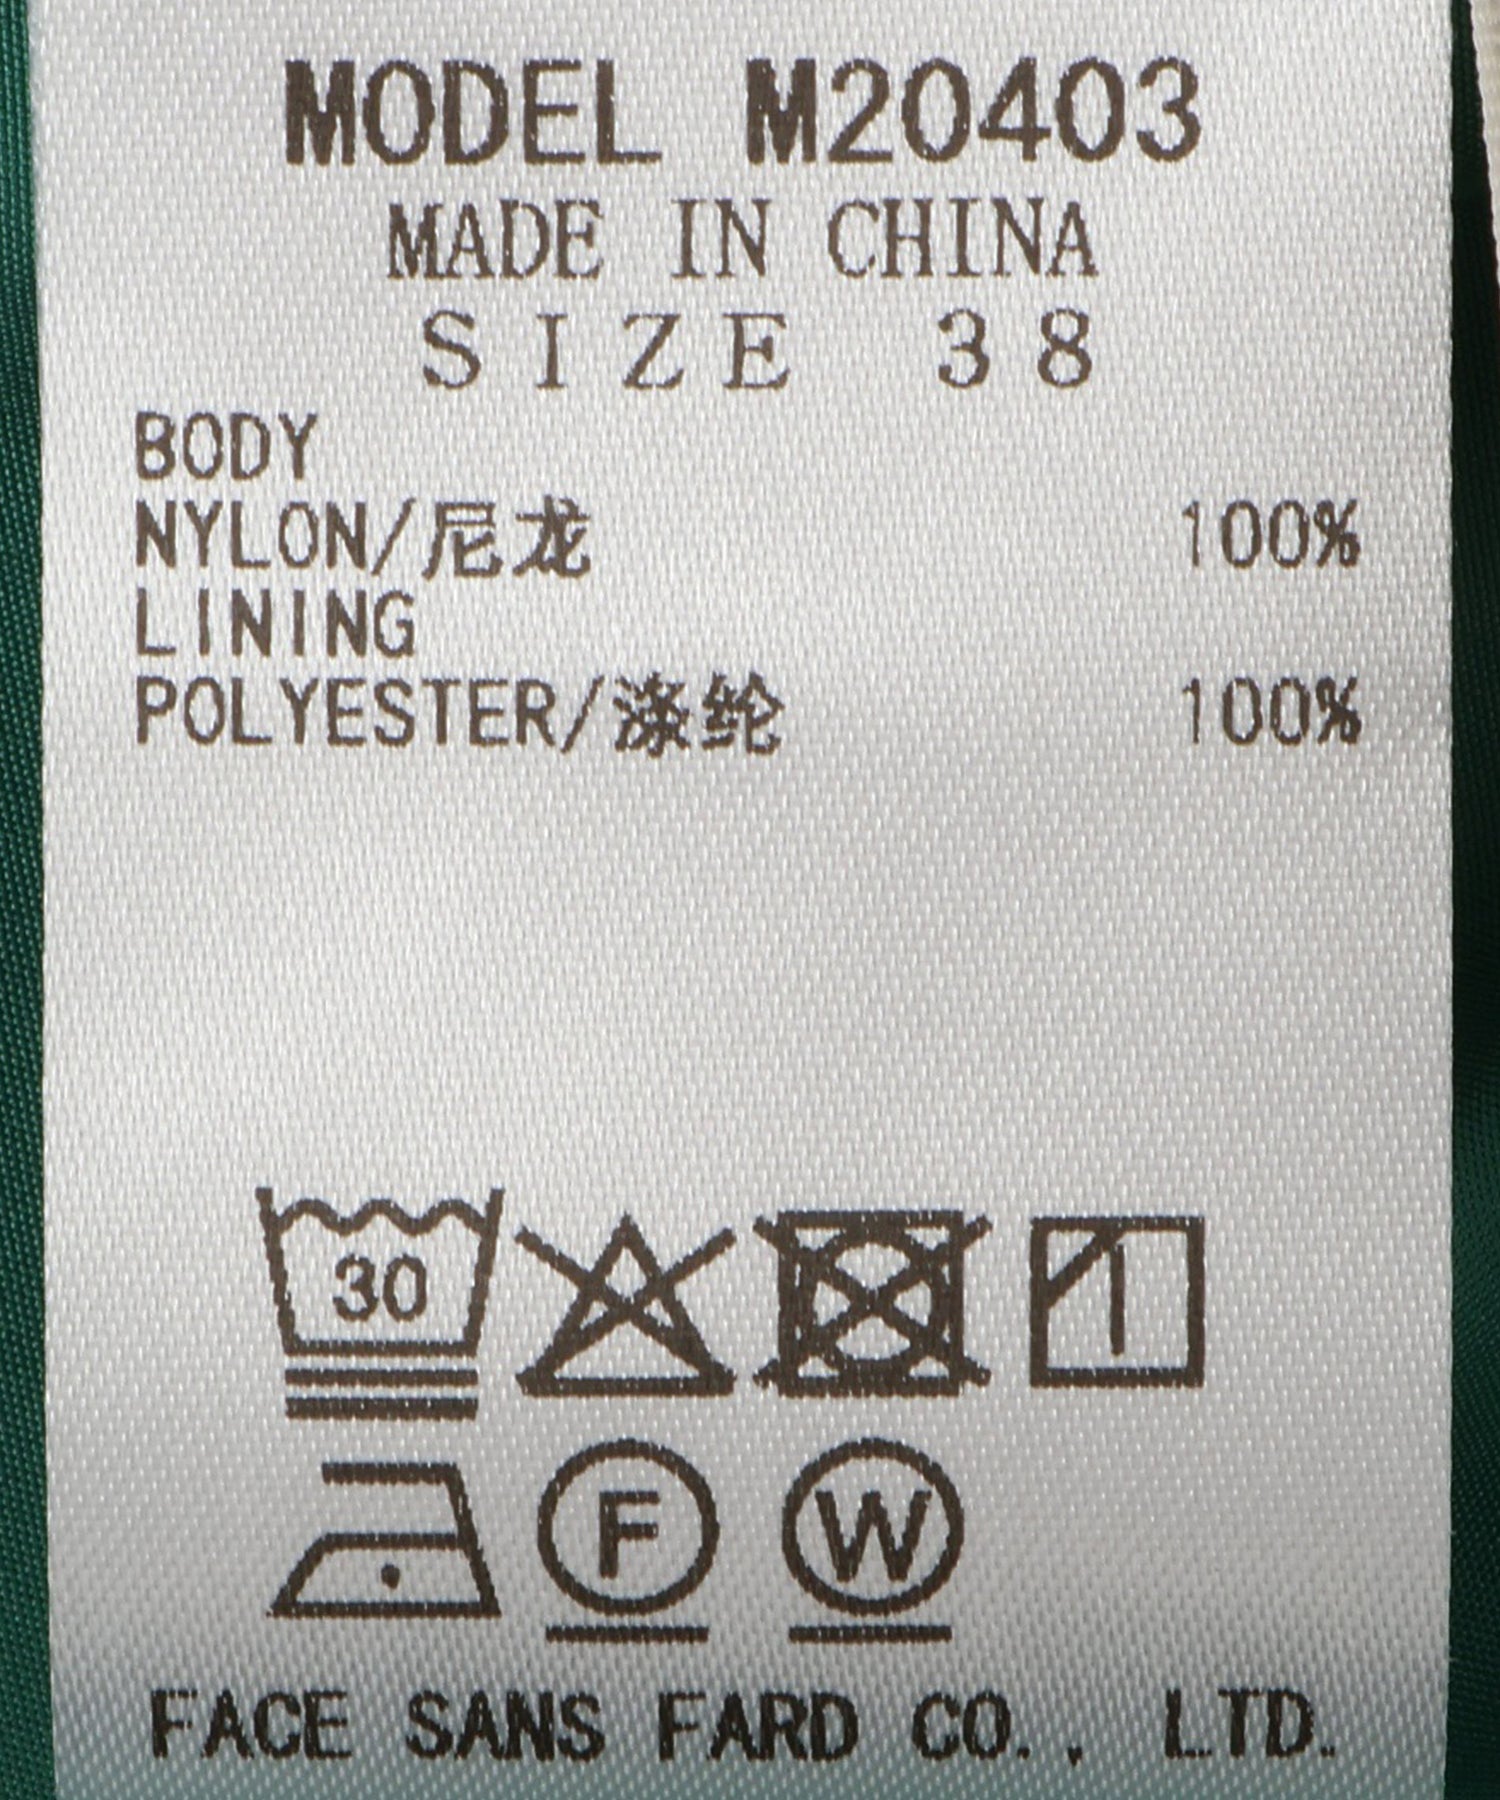 MODEL M20403
MADE IN CHINA
SIZE 38
BODY
NYLON/尼龙 100%
LINING
POLYESTER/涤纶 100%
30
F W
FACE SANS FARD CO., LTD.